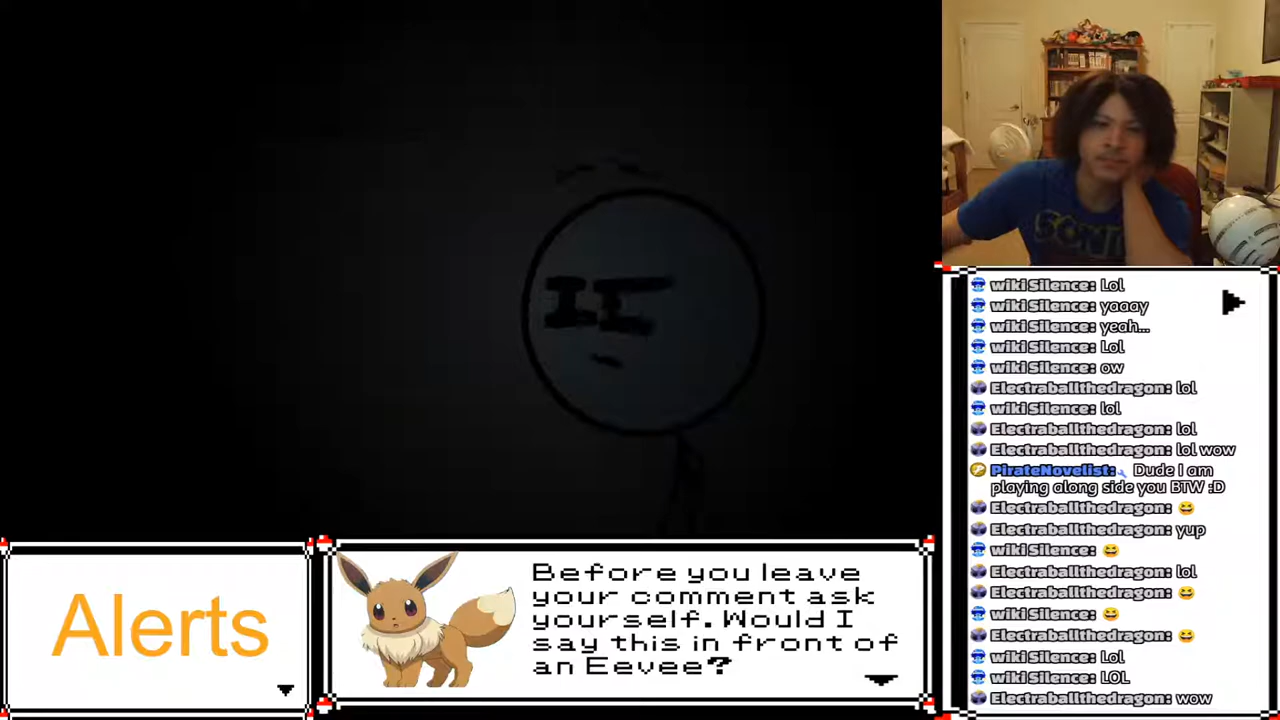 SONIC
wiki Silence: Lol
wiki Silence: yaaay
wiki Silence: yeah...
wiki Silence: Lol
wiki Silence: ow
Electraballthedragon: lol
wiki Silence: lol
Electraballthedragon: lol
Electraballthedragon: lol wow
PirateNovelist: Dude I am
playing along side you BTW :D
Electraballthedragon: 😆
Electraballthedragon: yup
wiki Silence: 😆
Electraballthedragon: lol
Electraballthedragon: 😆
wiki Silence: 😆
Electraballthedragon: 😆
wiki Silence: Lol
wiki Silence: LOL
Electraballthedragon: wow
Alerts
Before you leave
your comment ask
yourself. Would I
say this in front of
an Eevee?